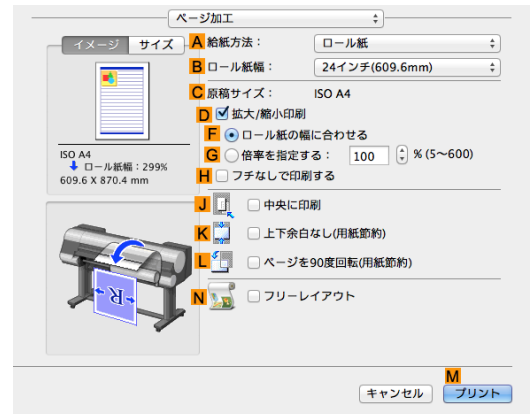 ページ加工
イメージ サイズ
A 給紙方法： ロール紙
B ロール紙幅： 24インチ(609.6mm)
C 原稿サイズ： ISO A4
D 拡大/縮小印刷
F ロール紙の幅に合わせる
G 倍率を指定する： 100 % (5～600)
H フチなしで印刷する
ISO A4
ロール紙幅：299%
609.6 X 870.4 mm
J 中央に印刷
K 上下余白なし(用紙節約)
L ページを90度回転(用紙節約)
N フリーレイアウト
R
M
キャンセル プリント